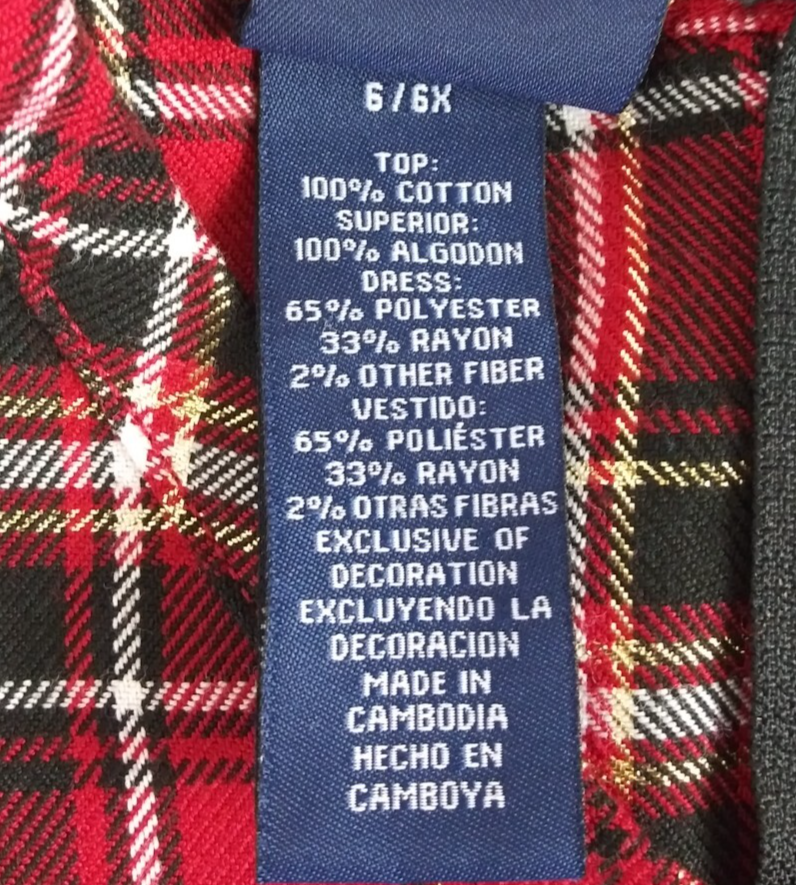 6/6X
TOP:
100% COTTON
SUPERIOR:
100% ALGODON
DRESS:
65% POLYESTER
33% RAYON
2% OTHER FIBER
VESTIDO:
65% POLIÉSTER
33% RAYON
2% OTRAS FIBRAS
EXCLUSIVE OF
DECORATION
EXCLUYENDO LA
DECORACION
MADE IN
CAMBODIA
HECHO EN
CAMBOYA